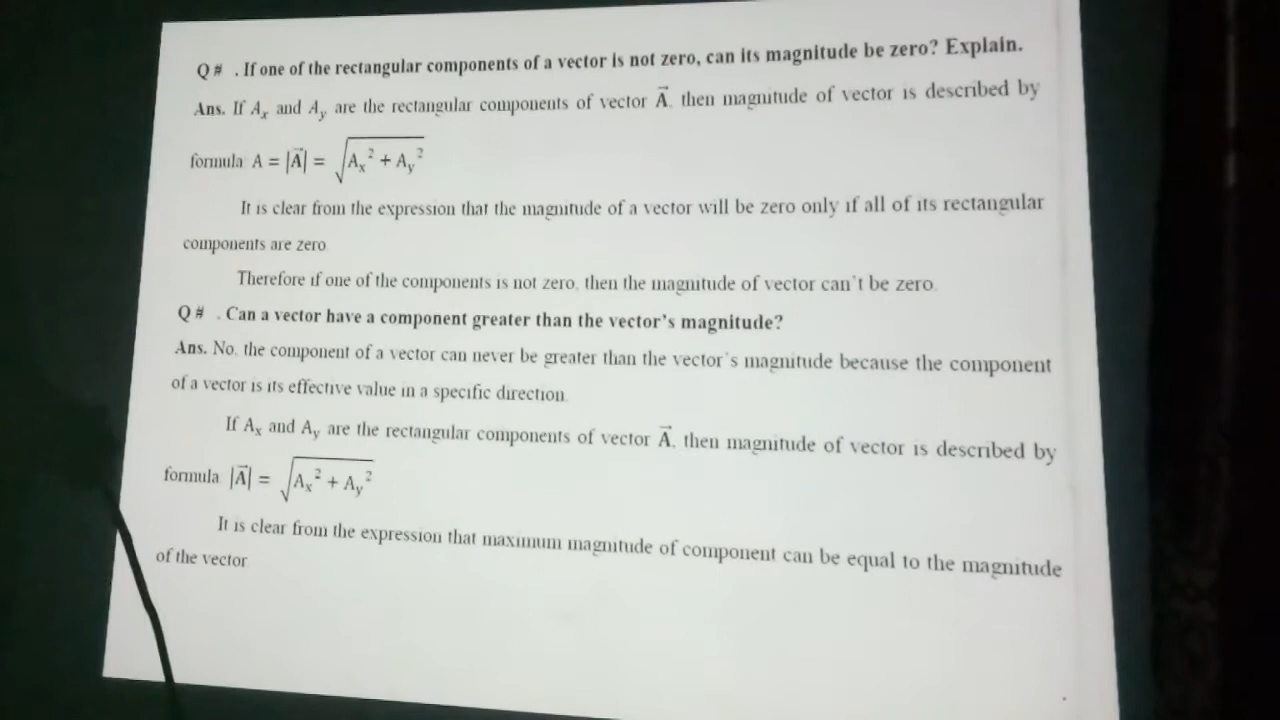 Q # . If one of the rectangular components of a vector is not zero, can its magnitude be zero? Explain.
Ans. If Aₓ and Aᵧ are the rectangular components of vector A⃗, then magnitude of vector is described by
formula A = |A⃗| = √(Aₓ² + Aᵧ²)
It is clear from the expression that the magnitude of a vector will be zero only if all of its rectangular
components are zero.
Therefore if one of the components is not zero, then the magnitude of vector can't be zero.
Q # . Can a vector have a component greater than the vector's magnitude?
Ans. No, the component of a vector can never be greater than the vector's magnitude because the component
of a vector is its effective value in a specific direction.
If Aₓ and Aᵧ are the rectangular components of vector A⃗, then magnitude of vector is described by
formula |A⃗| = √(Aₓ² + Aᵧ²)
It is clear from the expression that maximum magnitude of component can be equal to the magnitude
of the vector